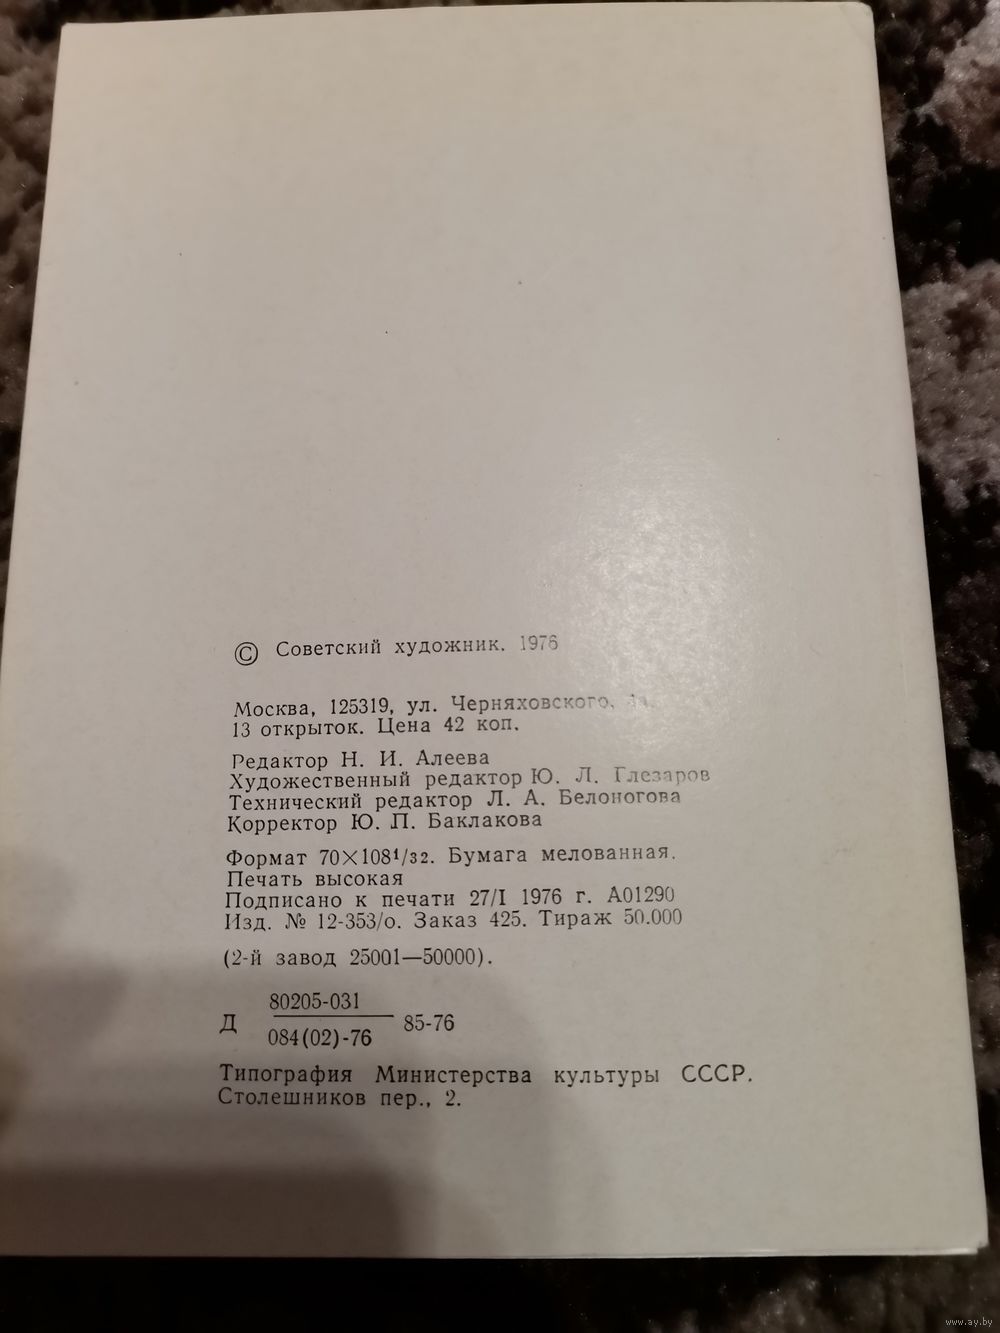 © Советский художник. 1976
Москва, 125319, ул. Черняховского,
13 открыток. Цена 42 коп.
Редактор Н. И. Алеева
Художественный редактор Ю. Л. Глезаров
Технический редактор Л. А. Белоногова
Корректор Ю. П. Баклакова
Формат 70×108¹/₃₂. Бумага мелованная.
Печать высокая
Подписано к печати 27/I 1976 г. А01290
Изд. № 12-353/о. Заказ 425. Тираж 50.000
(2-й завод 25001—50000).
80205-031
Д 85-76
084(02)-76
Типография Министерства культуры СССР.
Столешников пер., 2.
www.ay.by